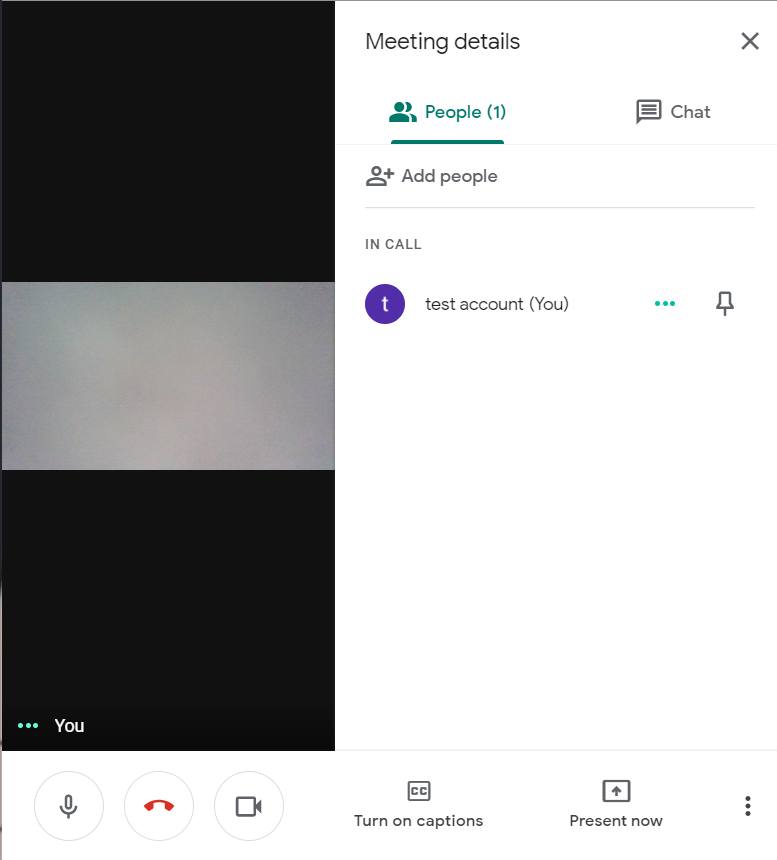 Meeting details
People (1)
Chat
Add people
IN CALL
t
test account (You)
You
CC
Turn on captions
Present now